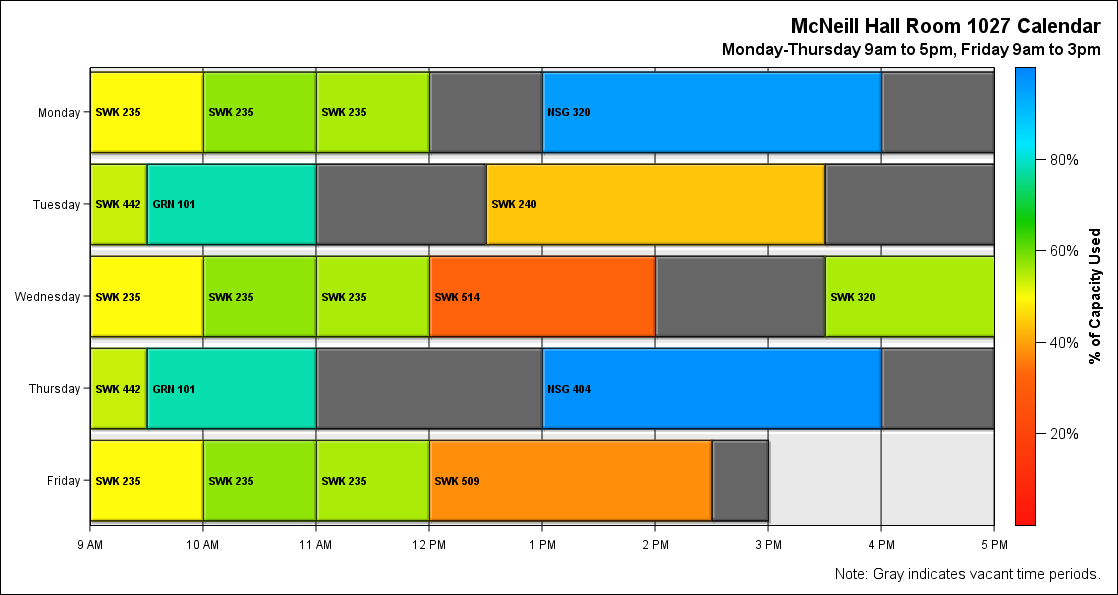 McNeill Hall Room 1027 Calendar
Monday-Thursday 9am to 5pm, Friday 9am to 3pm
Monday
SWK 235
SWK 235
SWK 235
NSG 320
Tuesday
SWK 442
GRN 101
SWK 240
Wednesday
SWK 235
SWK 235
SWK 235
SWK 514
SWK 320
Thursday
SWK 442
GRN 101
NSG 404
Friday
SWK 235
SWK 235
SWK 235
SWK 509
9 AM
10 AM
11 AM
12 PM
1 PM
2 PM
3 PM
4 PM
5 PM
80%
60%
40%
20%
% of Capacity Used
Note: Gray indicates vacant time periods.